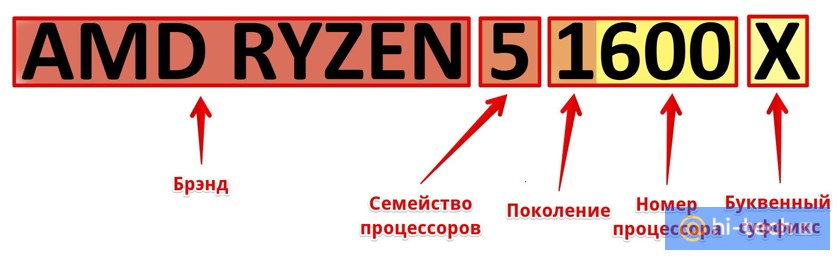 AMD RYZEN 5 1600 X
Брэнд
Семейство
процессоров
Поколение
Номер
процессора
Буквенный
суффикс
hi-tech